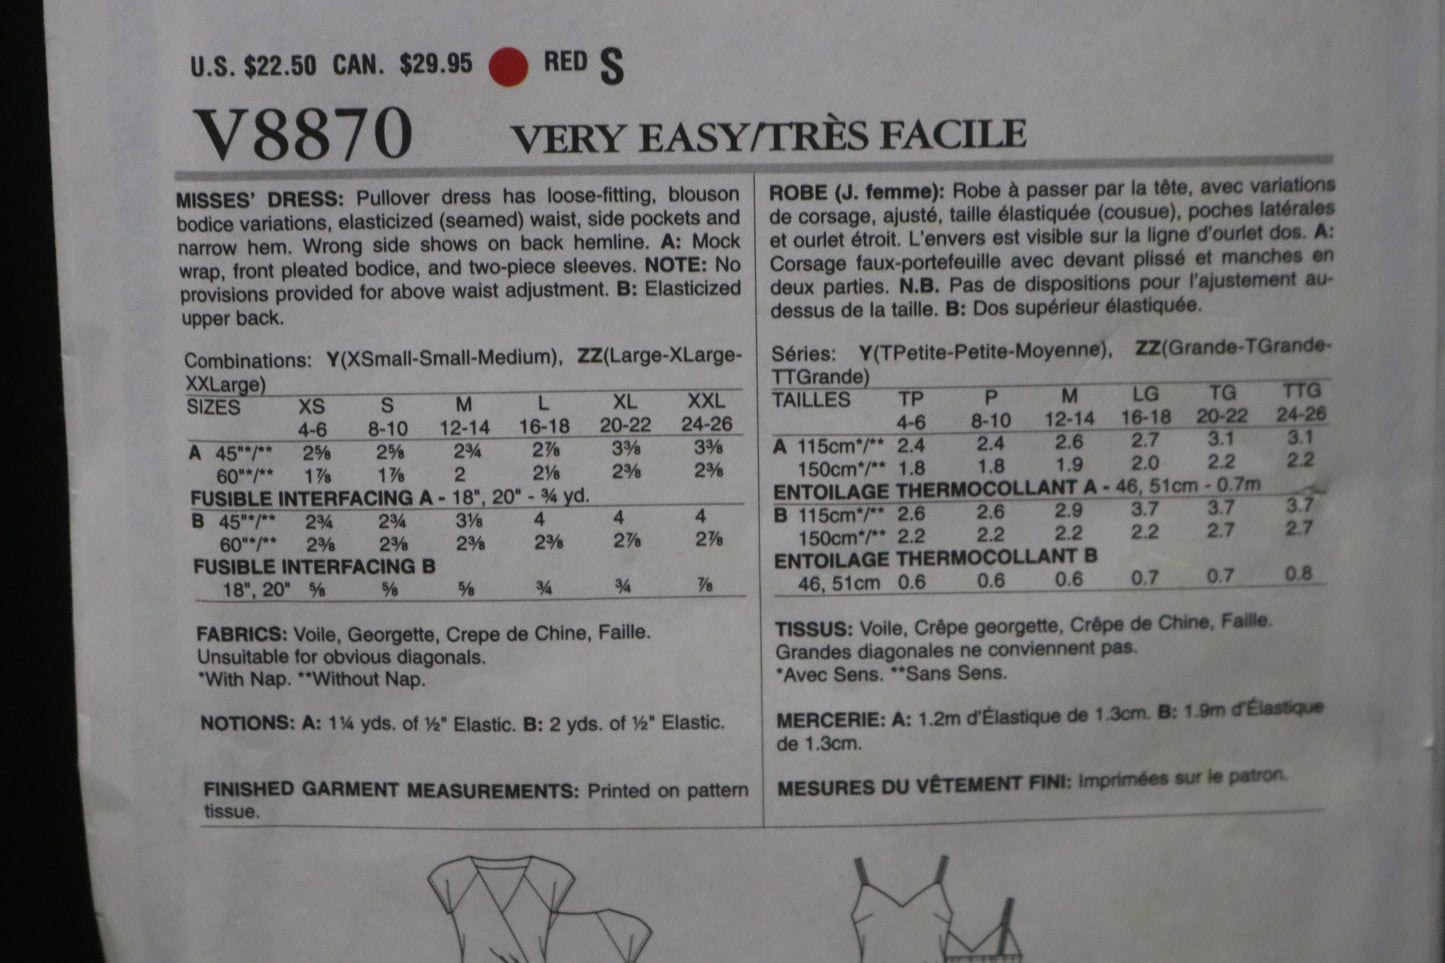 U.S. $22.50 CAN. $29.95 RED S
V8870 VERY EASY/TRÈS FACILE
MISSES' DRESS: Pullover dress has loose-fitting, blouson
bodice variations, elasticized (seamed) waist, side pockets and
narrow hem. Wrong side shows on back hemline. A: Mock
wrap, front pleated bodice, and two-piece sleeves. NOTE: No
provisions provided for above waist adjustment. B: Elasticized
upper back.
Combinations: Y(XSmall-Small-Medium), ZZ(Large-XLarge-
XXLarge)
SIZES XS S M L XL XXL
4-6 8-10 12-14 16-18 20-22 24-26
A 45"*/** 2⅝ 2⅝ 2¾ 2⅞ 3⅜ 3⅜
60"*/** 1⅞ 1⅞ 2 2⅛ 2⅜ 2⅜
FUSIBLE INTERFACING A - 18", 20" - ¾ yd.
B 45"*/** 2¾ 2¾ 3⅛ 4 4 4
60"*/** 2⅜ 2⅜ 2⅜ 2⅜ 2⅞ 2⅞
FUSIBLE INTERFACING B
18", 20" ⅝ ⅝ ⅝ ¾ ¾ ⅞
FABRICS: Voile, Georgette, Crepe de Chine, Faille.
Unsuitable for obvious diagonals.
*With Nap. **Without Nap.
NOTIONS: A: 1¼ yds. of ½" Elastic. B: 2 yds. of ½" Elastic.
FINISHED GARMENT MEASUREMENTS: Printed on pattern
tissue.
ROBE (J. femme): Robe à passer par la tête, avec variations
de corsage, ajusté, taille élastiquée (cousue), poches latérales
et ourlet étroit. L'envers est visible sur la ligne d'ourlet dos. A:
Corsage faux-portefeuille avec devant plissé et manches en
deux parties. N.B. Pas de dispositions pour l'ajustement au-
dessus de la taille. B: Dos supérieur élastiquée.
Séries: Y(TPetite-Petite-Moyenne), ZZ(Grande-TGrande-
TTGrande)
TAILLES TP P M LG TG TTG
4-6 8-10 12-14 16-18 20-22 24-26
A 115cm*/** 2.4 2.4 2.6 2.7 3.1 3.1
150cm*/** 1.8 1.8 1.9 2.0 2.2 2.2
ENTOILAGE THERMOCOLLANT A - 46, 51cm - 0.7m
B 115cm*/** 2.6 2.6 2.9 3.7 3.7 3.7
150cm*/** 2.2 2.2 2.2 2.2 2.7 2.7
ENTOILAGE THERMOCOLLANT B
46, 51cm 0.6 0.6 0.6 0.7 0.7 0.8
TISSUS: Voile, Crêpe georgette, Crêpe de Chine, Faille.
Grandes diagonales ne conviennent pas.
*Avec Sens. **Sans Sens.
MERCERIE: A: 1.2m d'Élastique de 1.3cm. B: 1.9m d'Élastique
de 1.3cm.
MESURES DU VÊTEMENT FINI: Imprimées sur le patron.